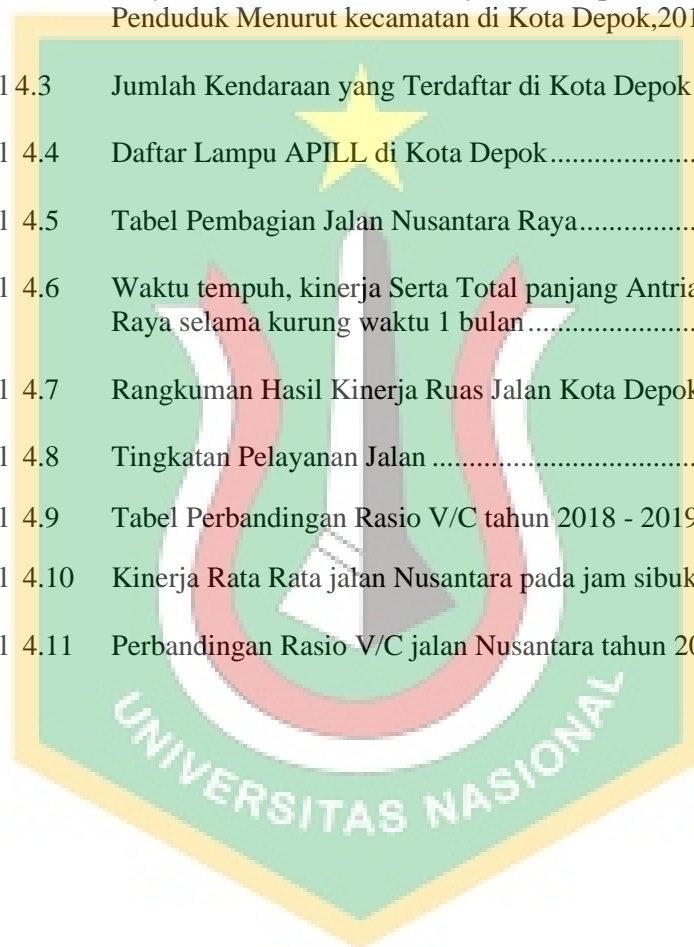 Penduduk Menurut kecamatan di Kota Depok,201
l 4.3 Jumlah Kendaraan yang Terdaftar di Kota Depok
l 4.4 Daftar Lampu APILL di Kota Depok.....................
l 4.5 Tabel Pembagian Jalan Nusantara Raya................
l 4.6 Waktu tempuh, kinerja Serta Total panjang Antria
Raya selama kurung waktu 1 bulan........................
l 4.7 Rangkuman Hasil Kinerja Ruas Jalan Kota Depok
l 4.8 Tingkatan Pelayanan Jalan ....................................
l 4.9 Tabel Perbandingan Rasio V/C tahun 2018 - 2019
l 4.10 Kinerja Rata Rata jalan Nusantara pada jam sibuk
l 4.11 Perbandingan Rasio V/C jalan Nusantara tahun 20
UNIVERSITAS NASIONAL